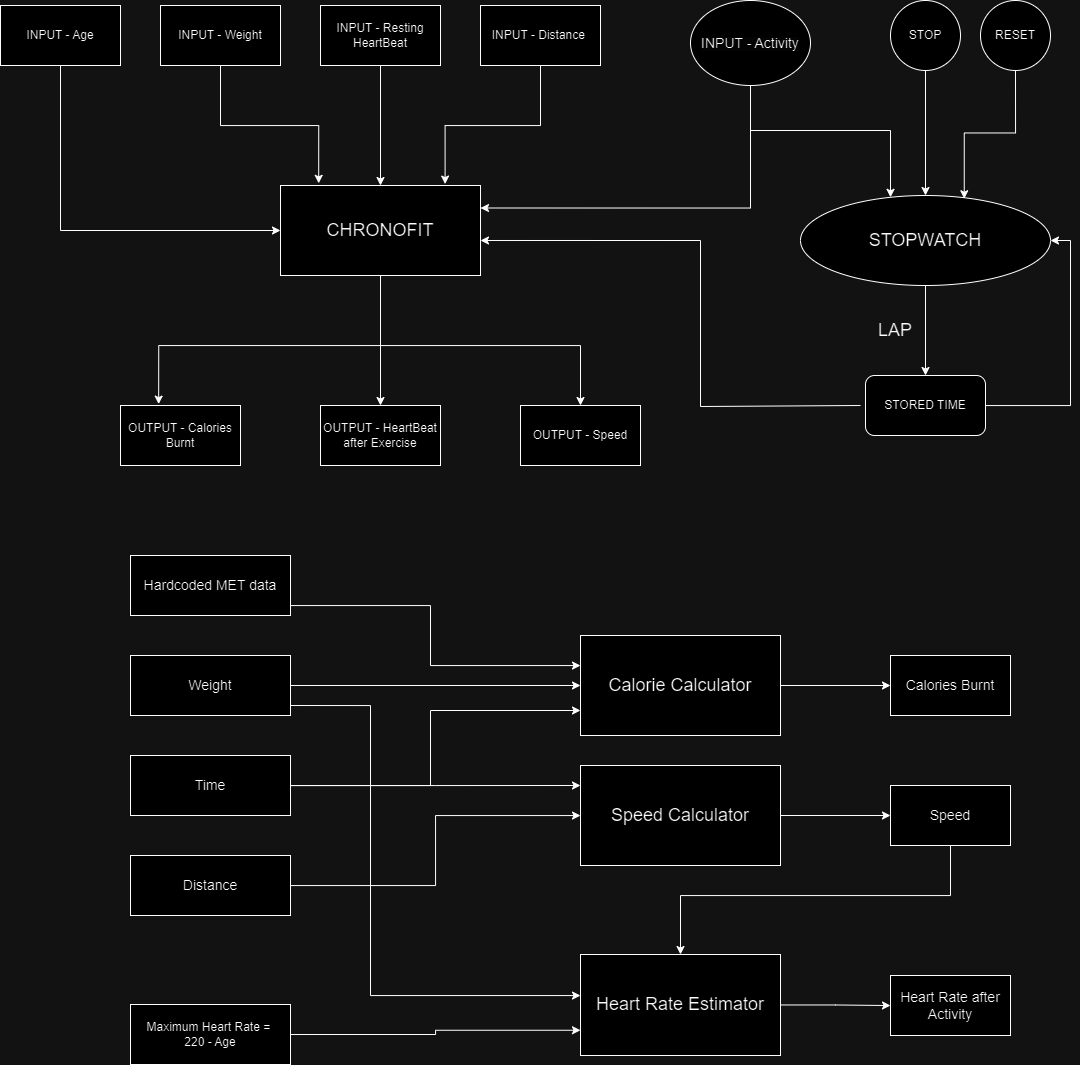 INPUT - Age
INPUT - Weight
INPUT - Resting
HeartBeat
INPUT - Distance
INPUT - Activity
STOP
RESET
CHRONOFIT
STOPWATCH
LAP
STORED TIME
OUTPUT - Calories
Burnt
OUTPUT - HeartBeat
after Exercise
OUTPUT - Speed
Hardcoded MET data
Weight
Calorie Calculator
Calories Burnt
Time
Speed Calculator
Speed
Distance
Heart Rate Estimator
Heart Rate after
Activity
Maximum Heart Rate =
220 - Age